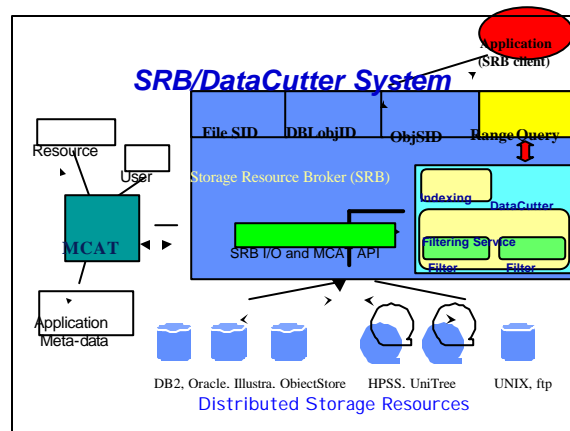 Application
(SRB client)
SRB/DataCutter System
File SID
DBLobjID
ObjSID
Range Query
Resource
User
Storage Resource Broker (SRB)
Indexing
DataCutter
MCAT
Filtering Service
SRB I/O and MCAT API
Filter
Filter
Application
Meta-data
DB2, Oracle, Illustra, ObjectStore
HPSS, UniTree
UNIX, ftp
Distributed Storage Resources